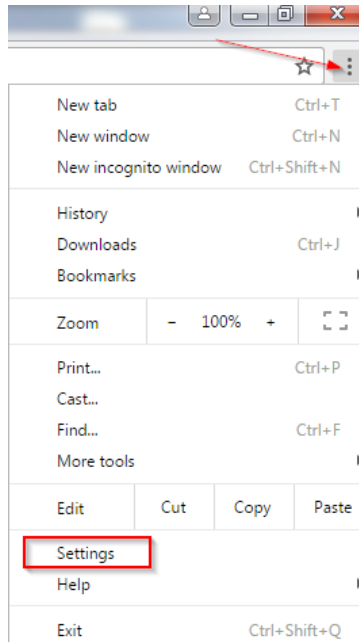 New tab Ctrl+T
New window Ctrl+N
New incognito window Ctrl+Shift+N
History
Downloads Ctrl+J
Bookmarks
Zoom - 100% +
Print... Ctrl+P
Cast...
Find... Ctrl+F
More tools
Edit Cut Copy Paste
Settings
Help
Exit Ctrl+Shift+Q